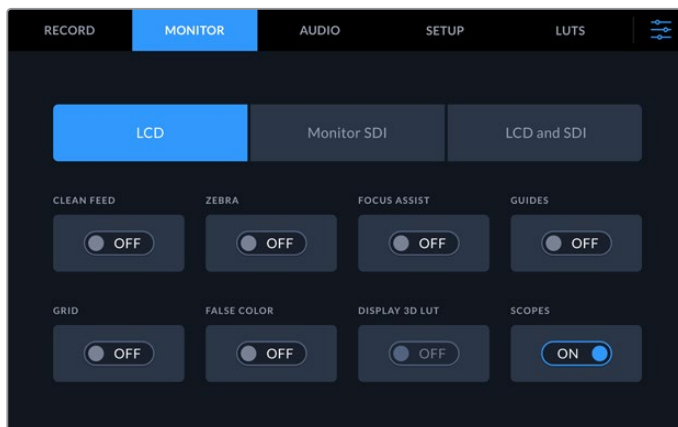 RECORD MONITOR AUDIO SETUP LUTS
LCD Monitor SDI LCD and SDI
CLEAN FEED ZEBRA FOCUS ASSIST GUIDES
OFF OFF OFF OFF
GRID FALSE COLOR DISPLAY 3D LUT SCOPES
OFF OFF OFF ON